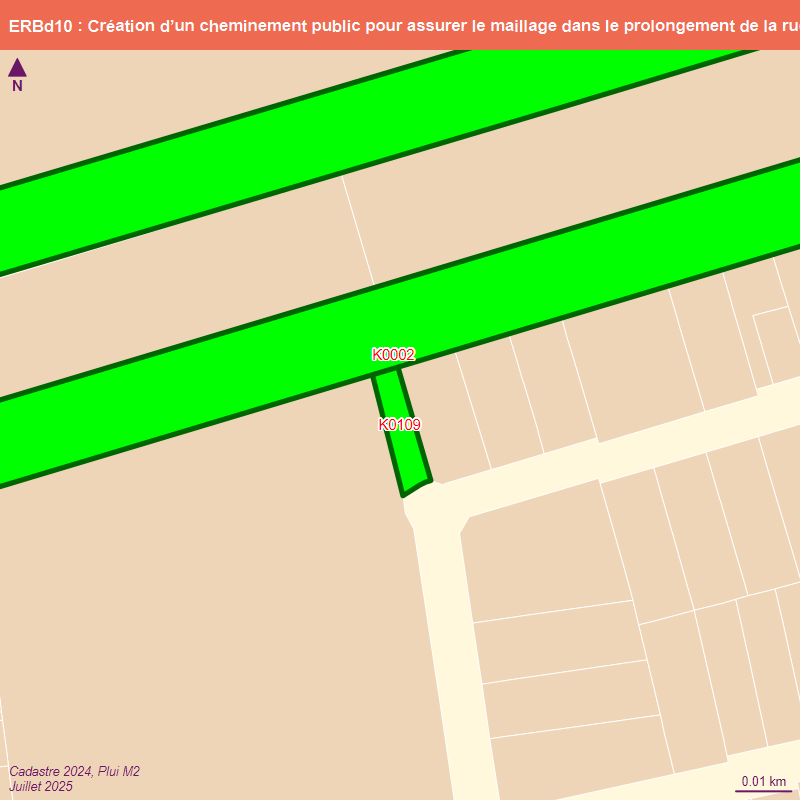 ERBd10 : Création d'un cheminement public pour assurer le maillage dans le prolongement de la
N
K0002
K0109
Cadastre 2024, Plui M2
Juillet 2025
0.01 km